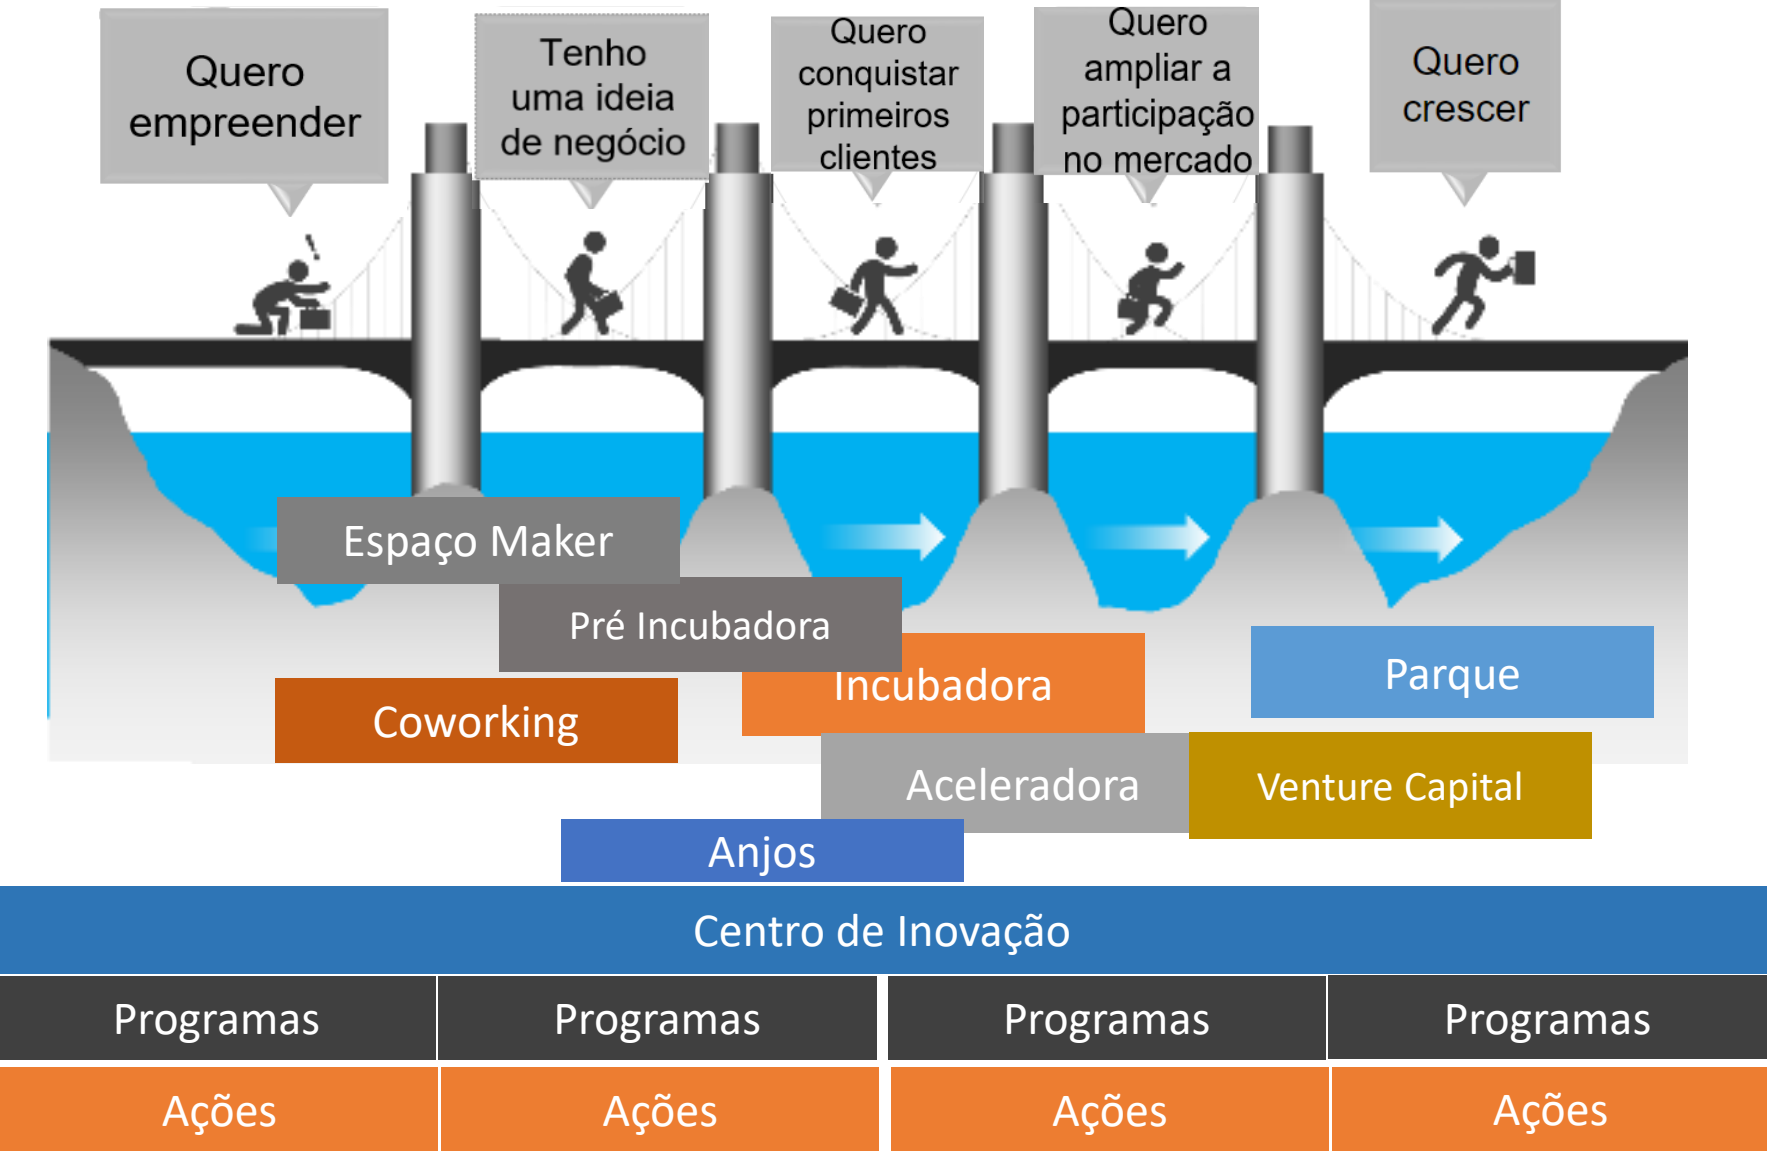 Quero
empreender
Tenho
uma ideia
de negócio
Quero
conquistar
primeiros
clientes
Quero
ampliar a
participação
no mercado
Quero
crescer
Espaço Maker
Pré Incubadora
Incubadora
Parque
Coworking
Aceleradora
Venture Capital
Anjos
Centro de Inovação
Programas
Programas
Programas
Programas
Ações
Ações
Ações
Ações